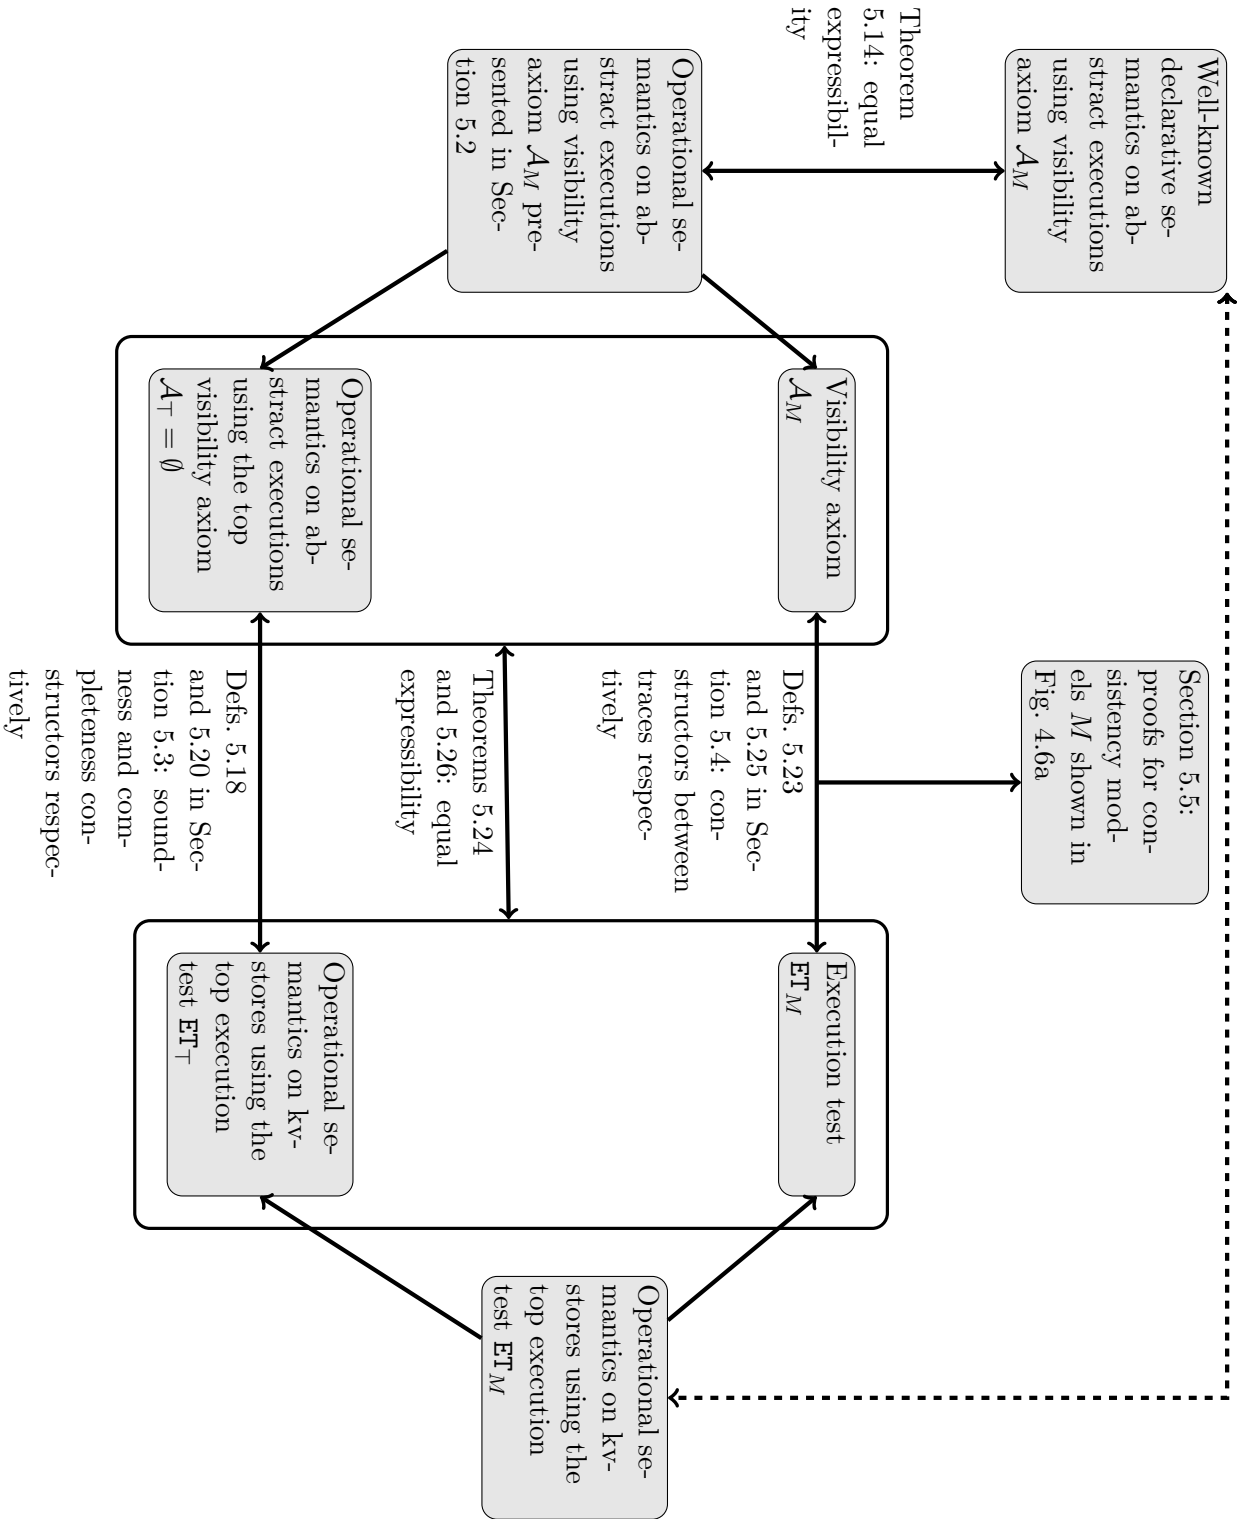 Well-known
declarative se-
mantics on ab-
stract executions
using visibility
axiom 𝒜_M
Theorem
5.14: equal
expressibil-
ity
Operational se-
mantics on ab-
stract executions
using visibility
axiom 𝒜_M pre-
sented in Sec-
tion 5.2
Visibility axiom
𝒜_M
Operational se-
mantics on ab-
stract executions
using the top
visibility axiom
𝒜_⊤ = ∅
Section 5.5:
proofs for con-
sistency mod-
els M shown in
Fig. 4.6a
Defs. 5.23
and 5.25 in Sec-
tion 5.4: con-
structors between
traces respec-
tively
Theorems 5.24
and 5.26: equal
expressibility
Defs. 5.18
and 5.20 in Sec-
tion 5.3: sound-
ness and com-
pleteness con-
structors respec-
tively
Execution test
ET_M
Operational se-
mantics on kv-
stores using the
top execution
test ET_⊤
Operational se-
mantics on kv-
stores using the
top execution
test ET_M